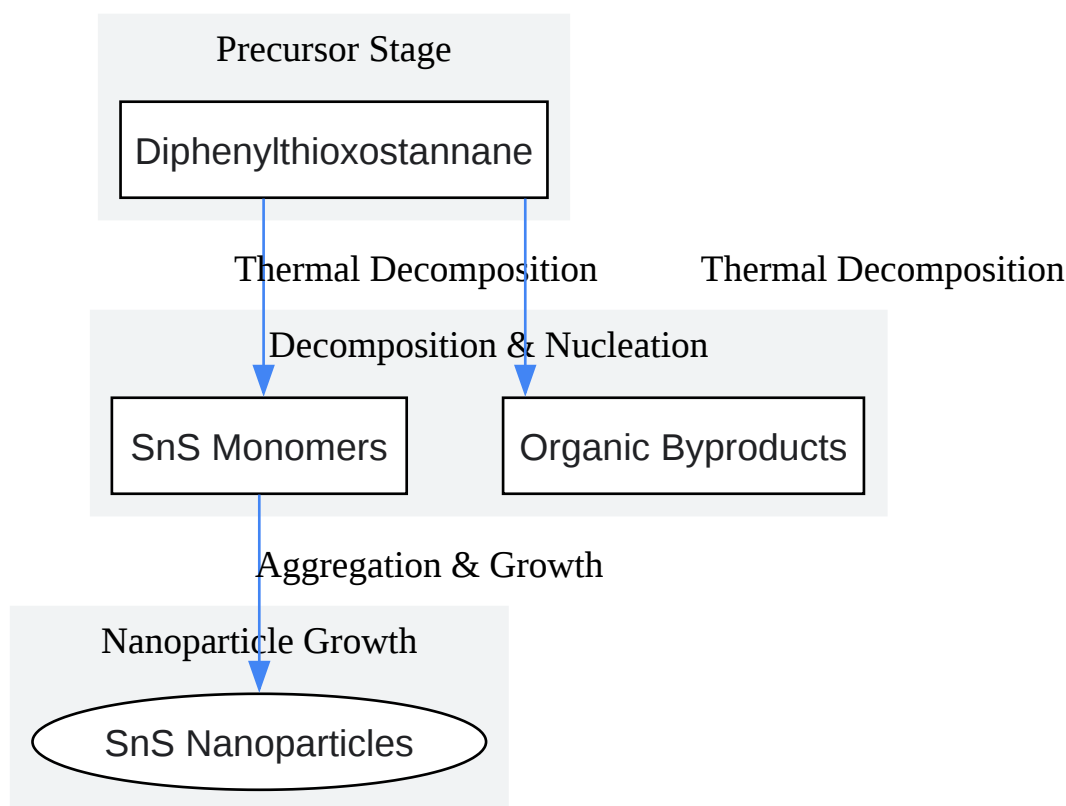 Precursor Stage
Diphenylthioxostannane
Thermal Decomposition
Thermal Decomposition
Decomposition & Nucleation
SnS Monomers
Organic Byproducts
Aggregation & Growth
Nanoparticle Growth
SnS Nanoparticles